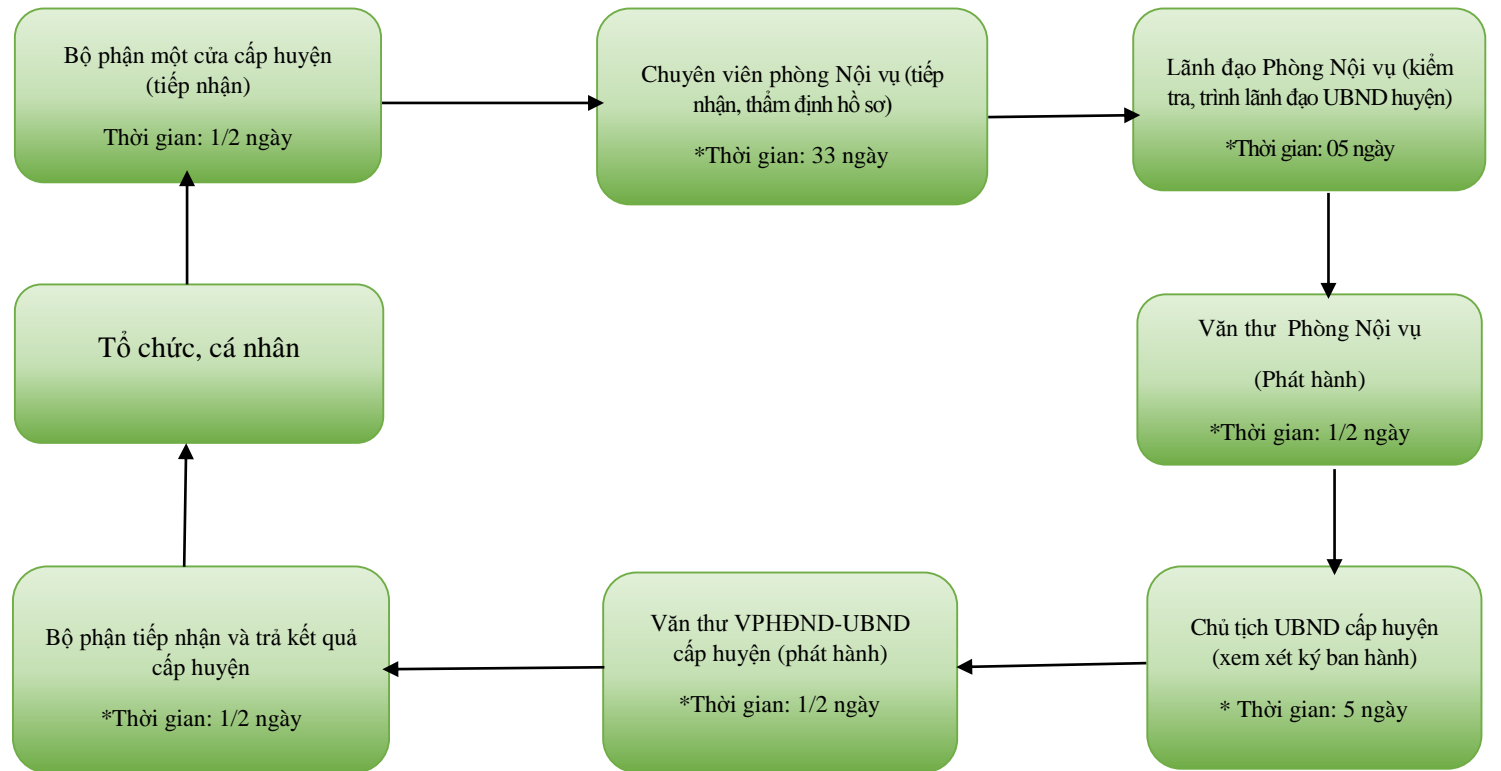 Bộ phận một cửa cấp huyện
(tiếp nhận)
Thời gian: 1/2 ngày
Chuyên viên phòng Nội vụ (tiếp
nhận, thẩm định hồ sơ)
*Thời gian: 33 ngày
Lãnh đạo Phòng Nội vụ (kiểm
tra, trình lãnh đạo UBND huyện)
*Thời gian: 05 ngày
Tổ chức, cá nhân
Văn thư Phòng Nội vụ
(Phát hành)
*Thời gian: 1/2 ngày
Bộ phận tiếp nhận và trả kết quả
cấp huyện
*Thời gian: 1/2 ngày
Văn thư VPHĐND-UBND
cấp huyện (phát hành)
*Thời gian: 1/2 ngày
Chủ tịch UBND cấp huyện
(xem xét ký ban hành)
* Thời gian: 5 ngày